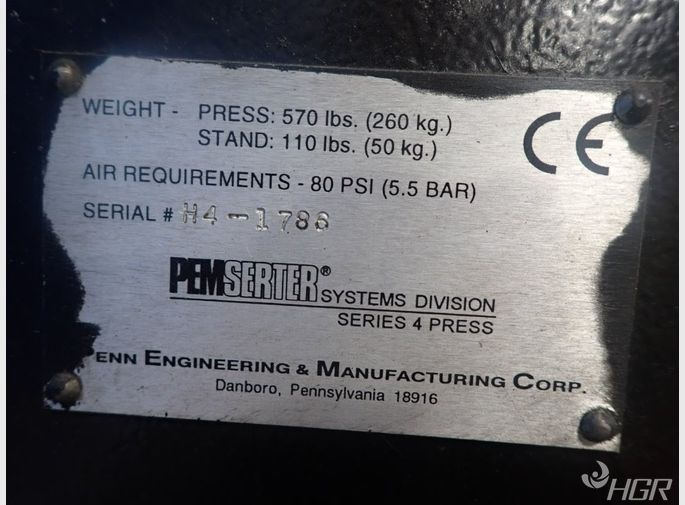 WEIGHT - PRESS: 570 lbs. (260 kg.)
STAND: 110 lbs. (50 kg.)
CE
AIR REQUIREMENTS - 80 PSI (5.5 BAR)
SERIAL # H4-1786
PEMSERTER® SYSTEMS DIVISION
SERIES 4 PRESS
PENN ENGINEERING & MANUFACTURING CORP.
Danboro, Pennsylvania 18916
HGR